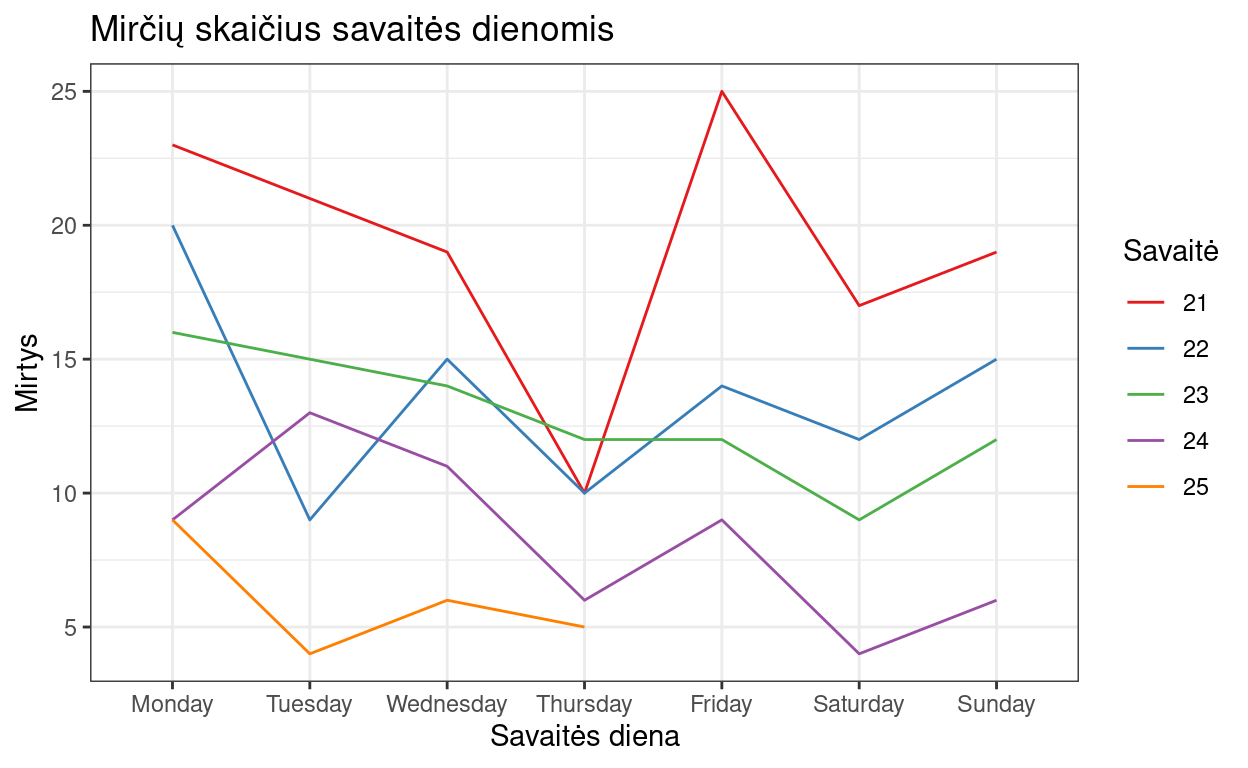 Mirčių skaičius savaitės dienomis
25
20
15
10
5
Mirtys
Monday Tuesday Wednesday Thursday Friday Saturday Sunday
Savaitės diena
Savaitė
21
22
23
24
25